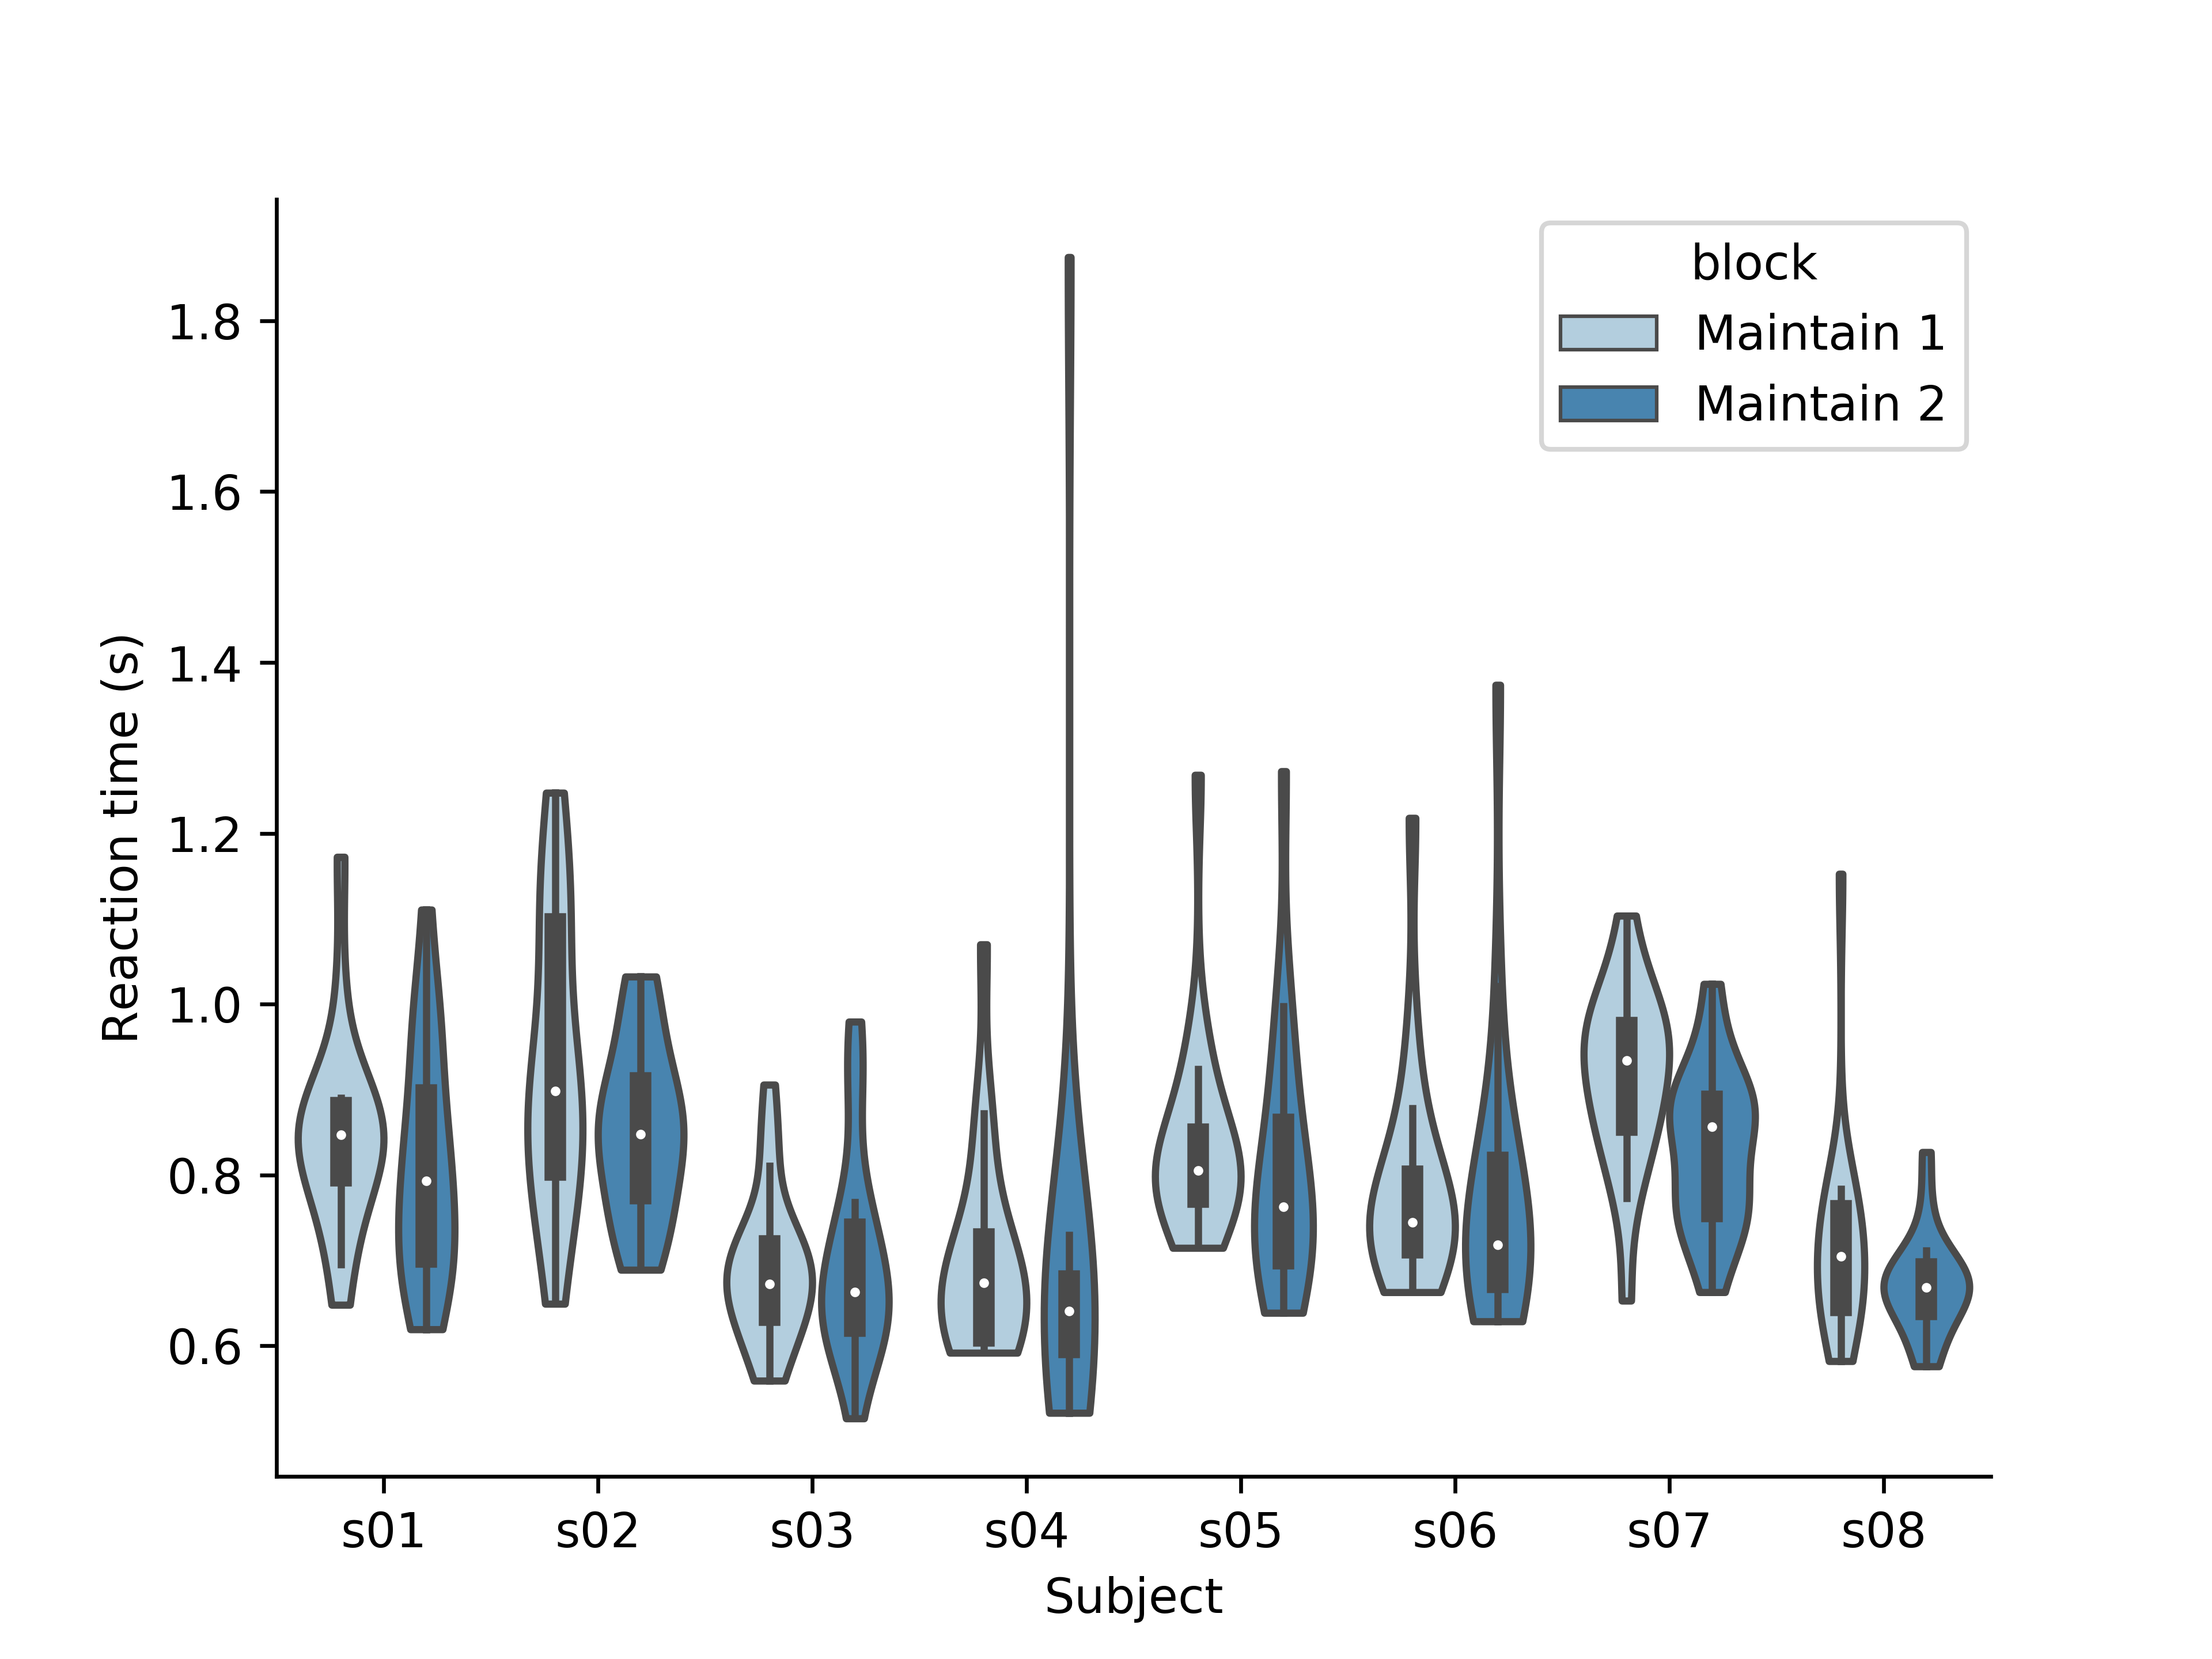 block
Maintain 1
Maintain 2
1.8
1.6
1.4
1.2
1.0
0.8
0.6
Reaction time (s)
s01 s02 s03 s04 s05 s06 s07 s08
Subject